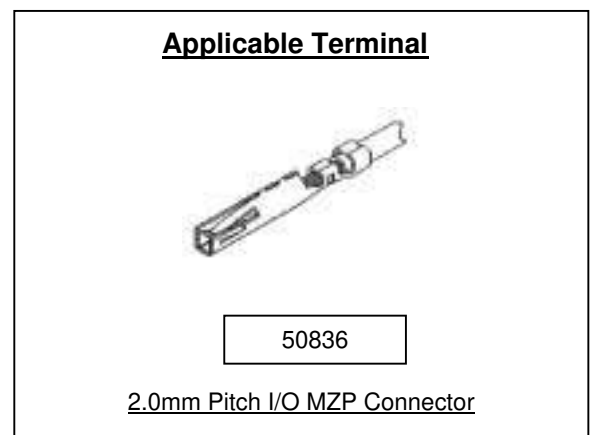 Applicable Terminal
50836
2.0mm Pitch I/O MZP Connector